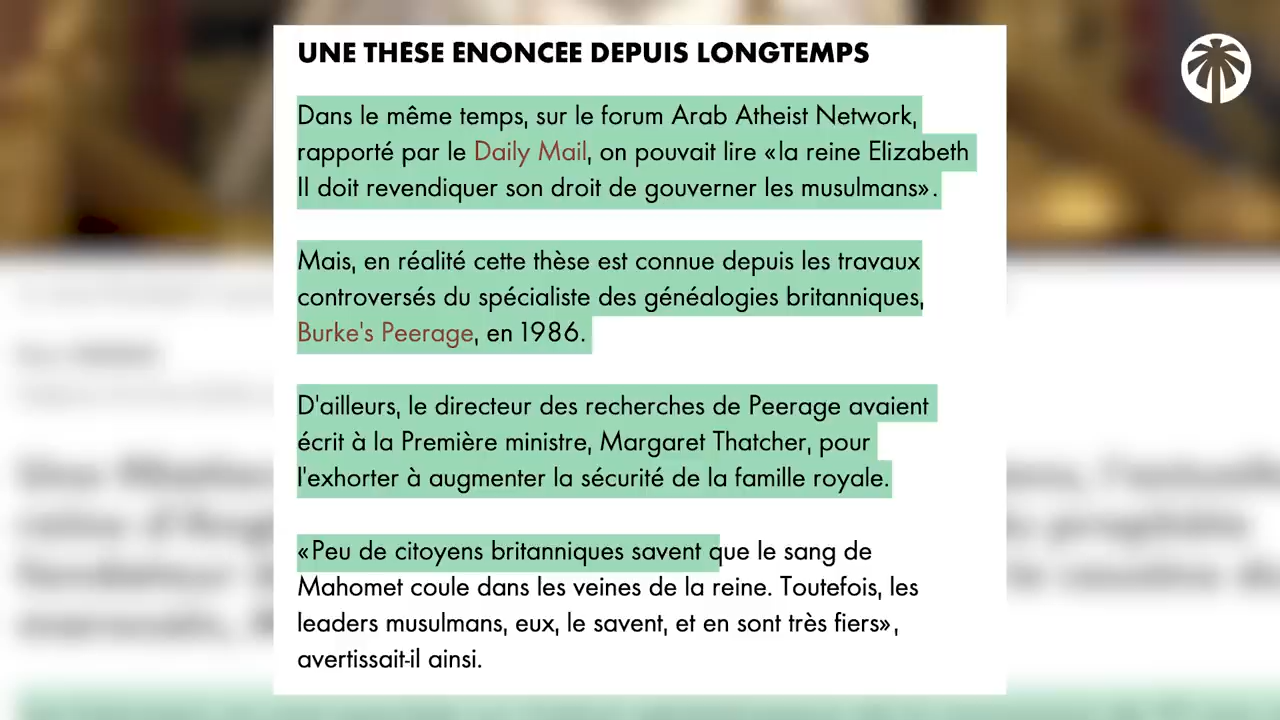 UNE THÈSE ÉNONCÉE DEPUIS LONGTEMPS
Dans le même temps, sur le forum Arab Atheist Network,
rapporté par le Daily Mail, on pouvait lire «la reine Elizabeth
II doit revendiquer son droit de gouverner les musulmans».
Mais, en réalité cette thèse est connue depuis les travaux
controversés du spécialiste des généalogies britanniques,
Burke's Peerage, en 1986.
D'ailleurs, le directeur des recherches de Peerage avaient
écrit à la Première ministre, Margaret Thatcher, pour
l'exhorter à augmenter la sécurité de la famille royale.
«Peu de citoyens britanniques savent que le sang de
Mahomet coule dans les veines de la reine. Toutefois, les
leaders musulmans, eux, le savent, et en sont très fiers»,
avertissait-il ainsi.